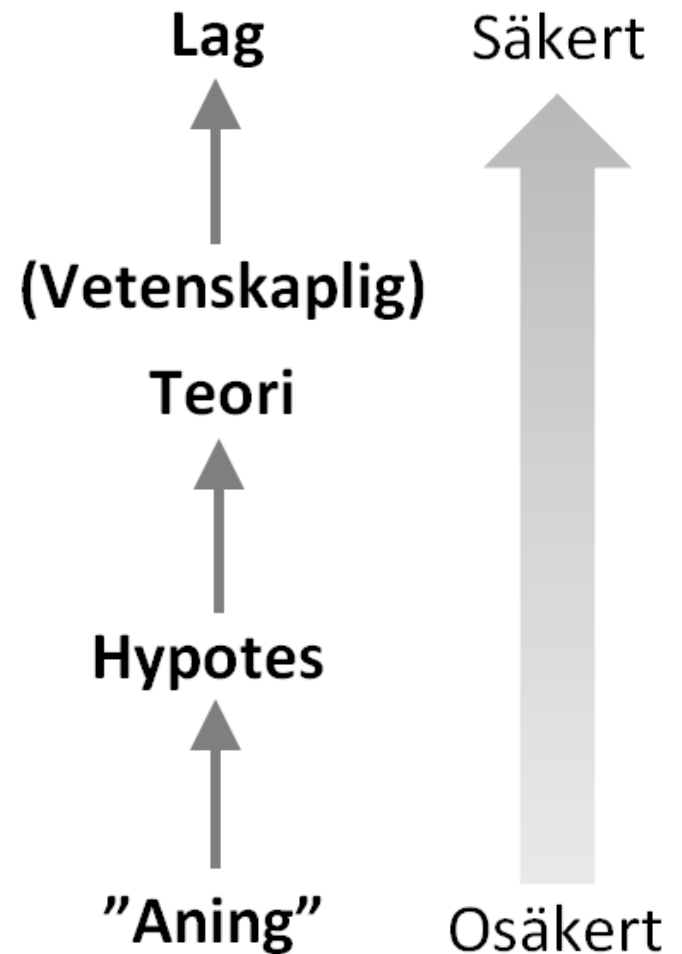 Lag
Säkert
(Vetenskaplig)
Teori
Hypotes
”Aning”
Osäkert